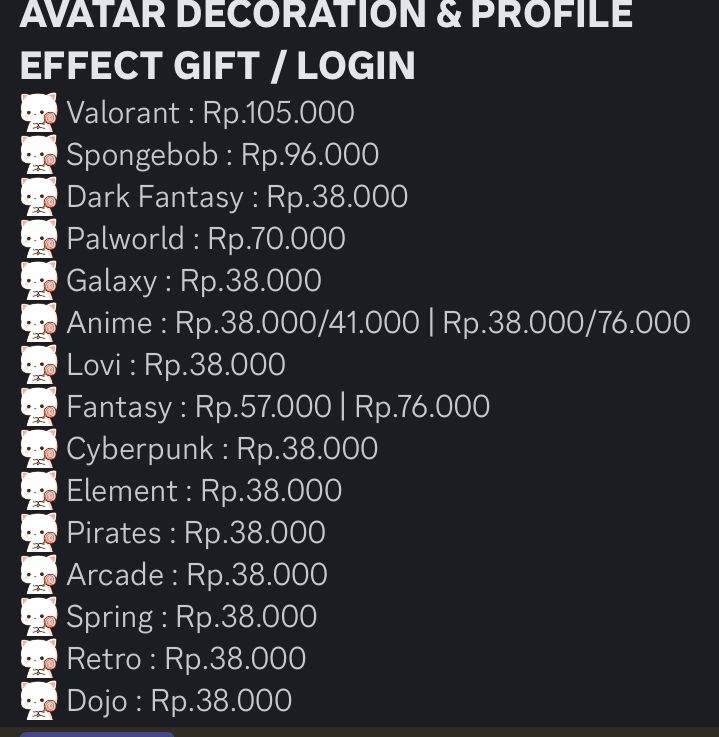 AVATAR DECORATION & PROFILE
EFFECT GIFT / LOGIN
Valorant : Rp.105.000
Spongebob : Rp.96.000
Dark Fantasy : Rp.38.000
Palworld : Rp.70.000
Galaxy : Rp.38.000
Anime : Rp.38.000/41.000 | Rp.38.000/76.000
Lovi : Rp.38.000
Fantasy : Rp.57.000 | Rp.76.000
Cyberpunk : Rp.38.000
Element : Rp.38.000
Pirates : Rp.38.000
Arcade : Rp.38.000
Spring : Rp.38.000
Retro : Rp.38.000
Dojo : Rp.38.000